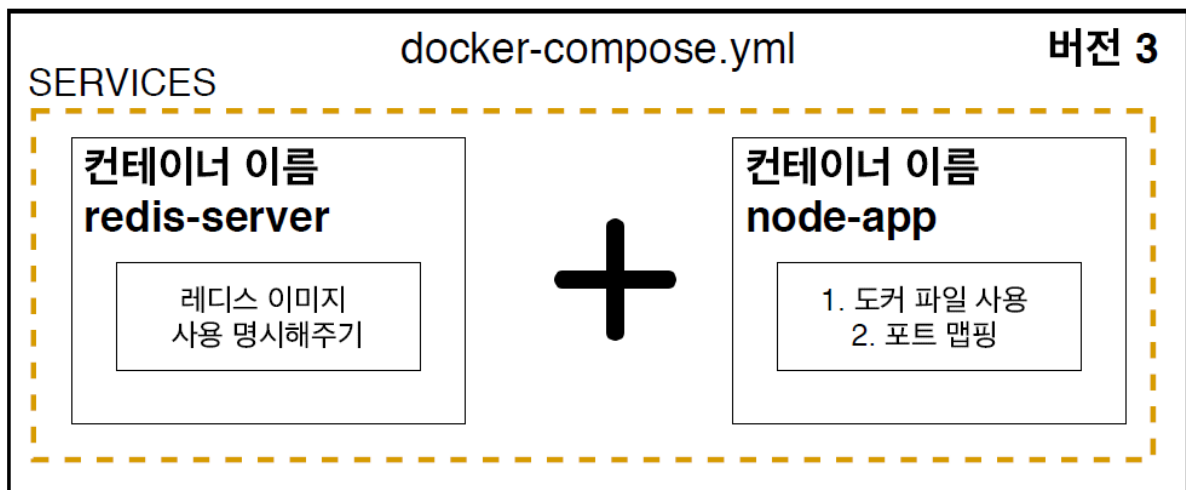 docker-compose.yml
버전 3
SERVICES
컨테이너 이름
redis-server
레디스 이미지
사용 명시해주기
컨테이너 이름
node-app
1. 도커 파일 사용
2. 포트 맵핑